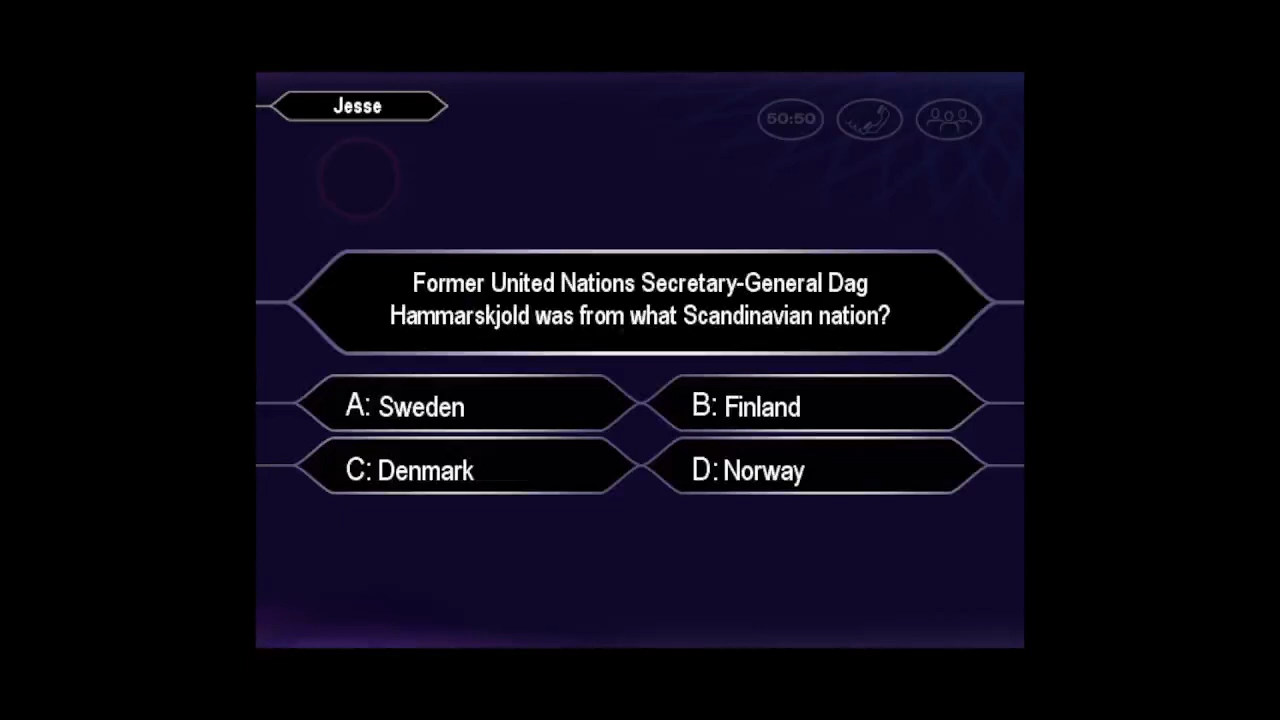 Jesse
50:50
Former United Nations Secretary-General Dag
Hammarskjold was from what Scandinavian nation?
A: Sweden
B: Finland
C: Denmark
D: Norway